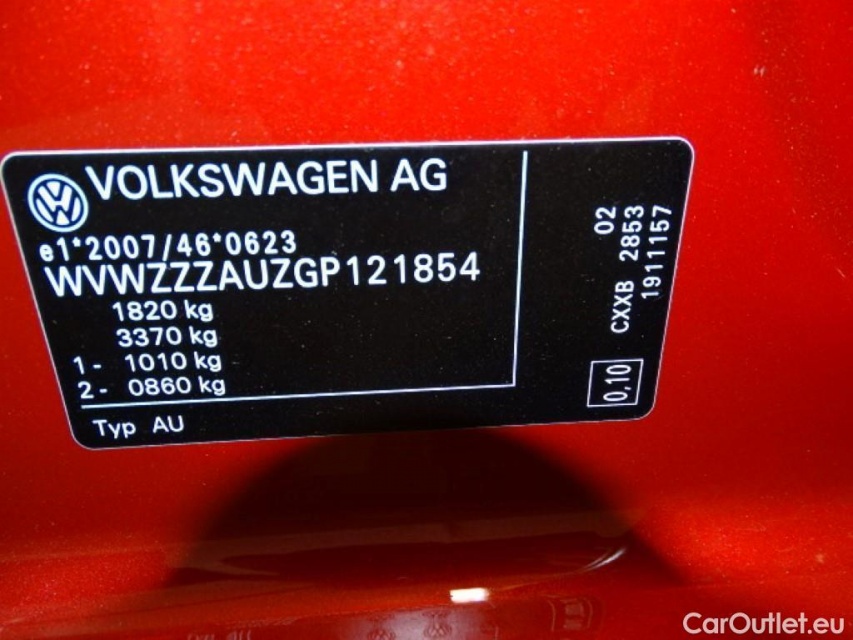 VOLKSWAGEN AG
e1*2007/46*0623
WVWZZZAUZGP121854
1820 kg
3370 kg
1- 1010 kg
2- 0860 kg
Typ AU
02
CXXB 2853
1911157
0,10
CarOutlet.eu